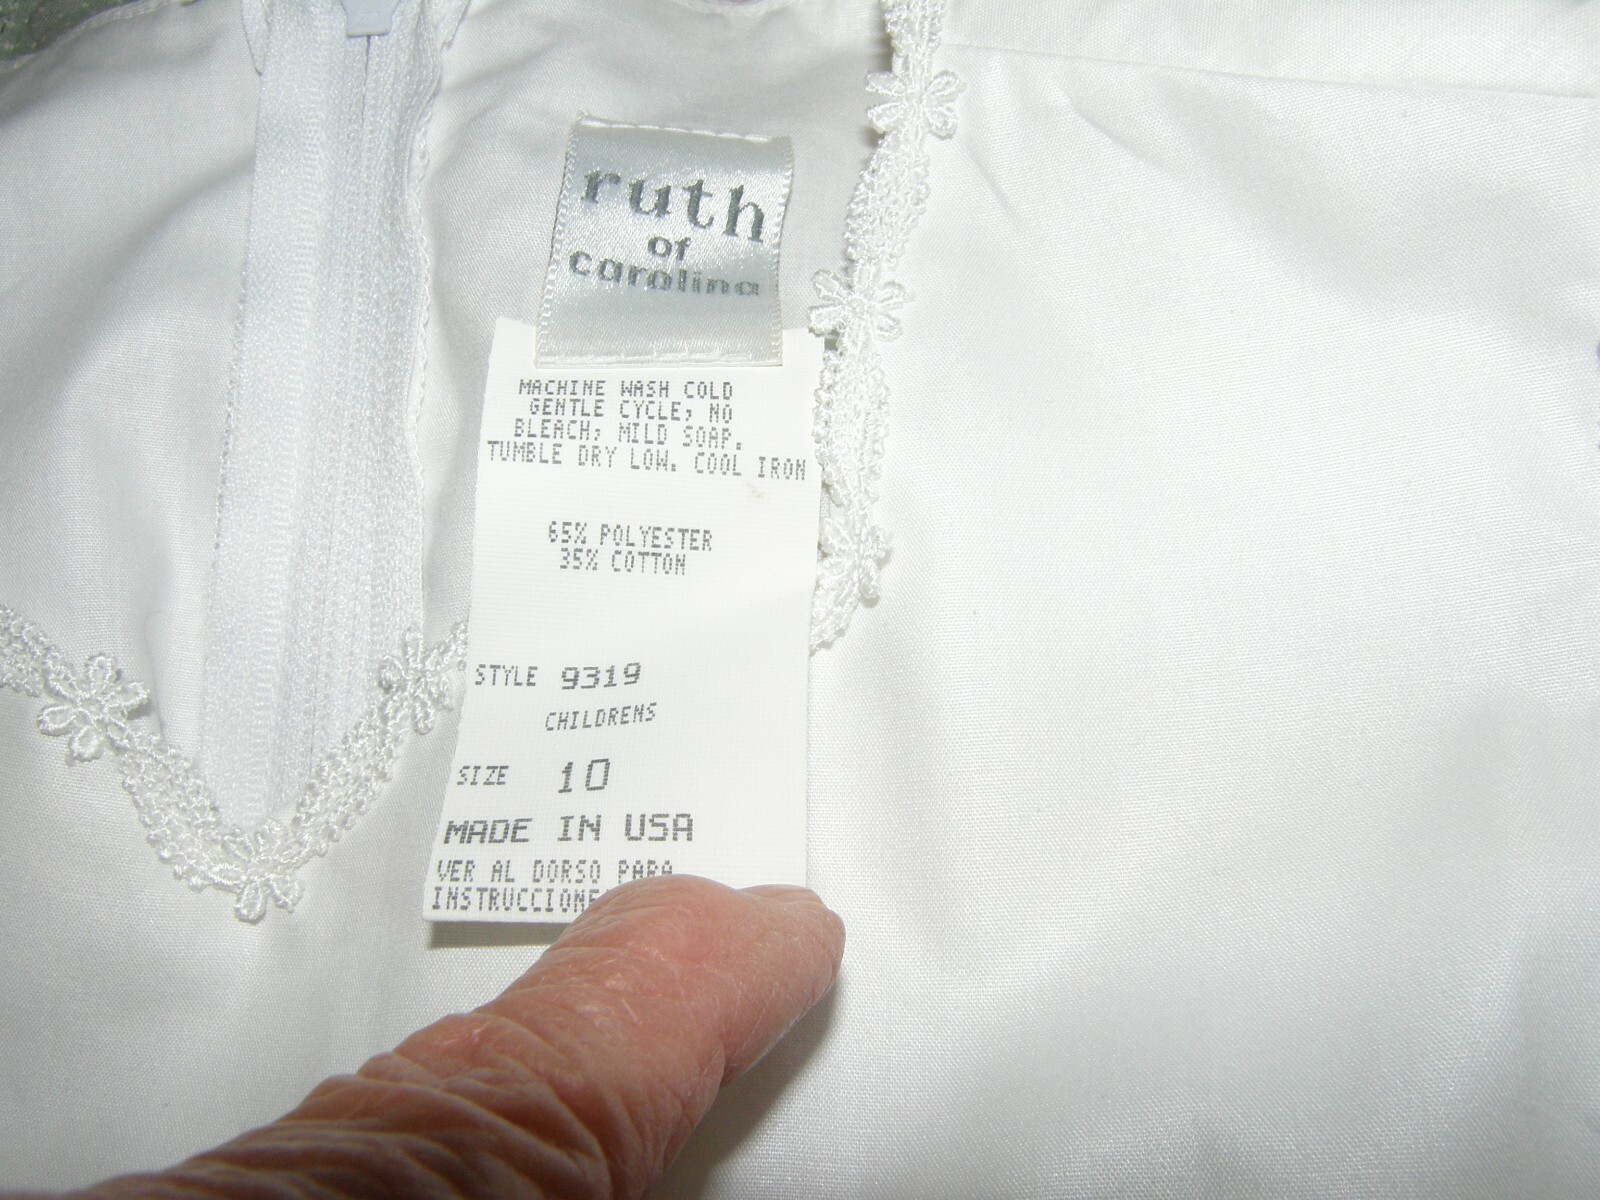 ruth
of
carolina
MACHINE WASH COLD
GENTLE CYCLE, NO
BLEACH, MILD SOAP.
TUMBLE DRY LOW. COOL IRON
65% POLYESTER
35% COTTON
STYLE 9319
CHILDRENS
SIZE 10
MADE IN USA
VER AL DORSO PARA